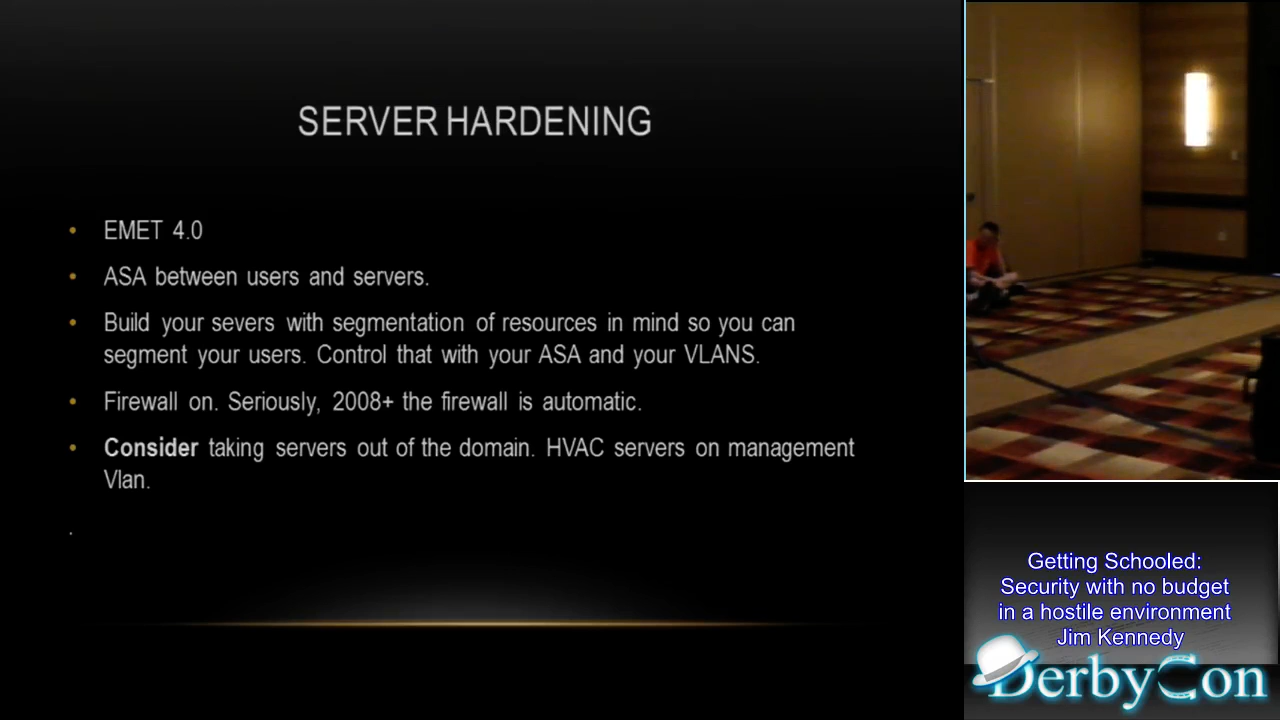 SERVER HARDENING
• EMET 4.0
• ASA between users and servers.
• Build your severs with segmentation of resources in mind so you can
segment your users. Control that with your ASA and your VLANS.
• Firewall on. Seriously, 2008+ the firewall is automatic.
• Consider taking servers out of the domain. HVAC servers on management
Vlan.
.
Getting Schooled:
Security with no budget
in a hostile environment
Jim Kennedy
DerbyCon